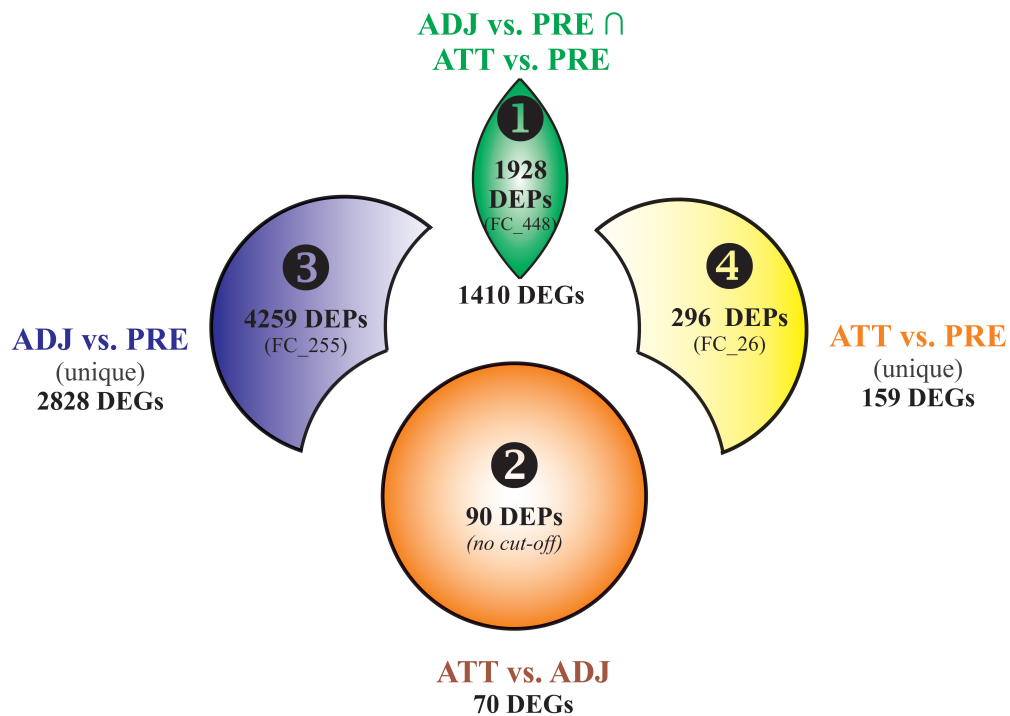 ADJ vs. PRE ∩
ATT vs. PRE
1
1928
DEPs
(FC_448)
1410 DEGs
3
4259 DEPs
(FC_255)
ADJ vs. PRE
(unique)
2828 DEGs
4
296 DEPs
(FC_26)
ATT vs. PRE
(unique)
159 DEGs
2
90 DEPs
(no cut-off)
ATT vs. ADJ
70 DEGs